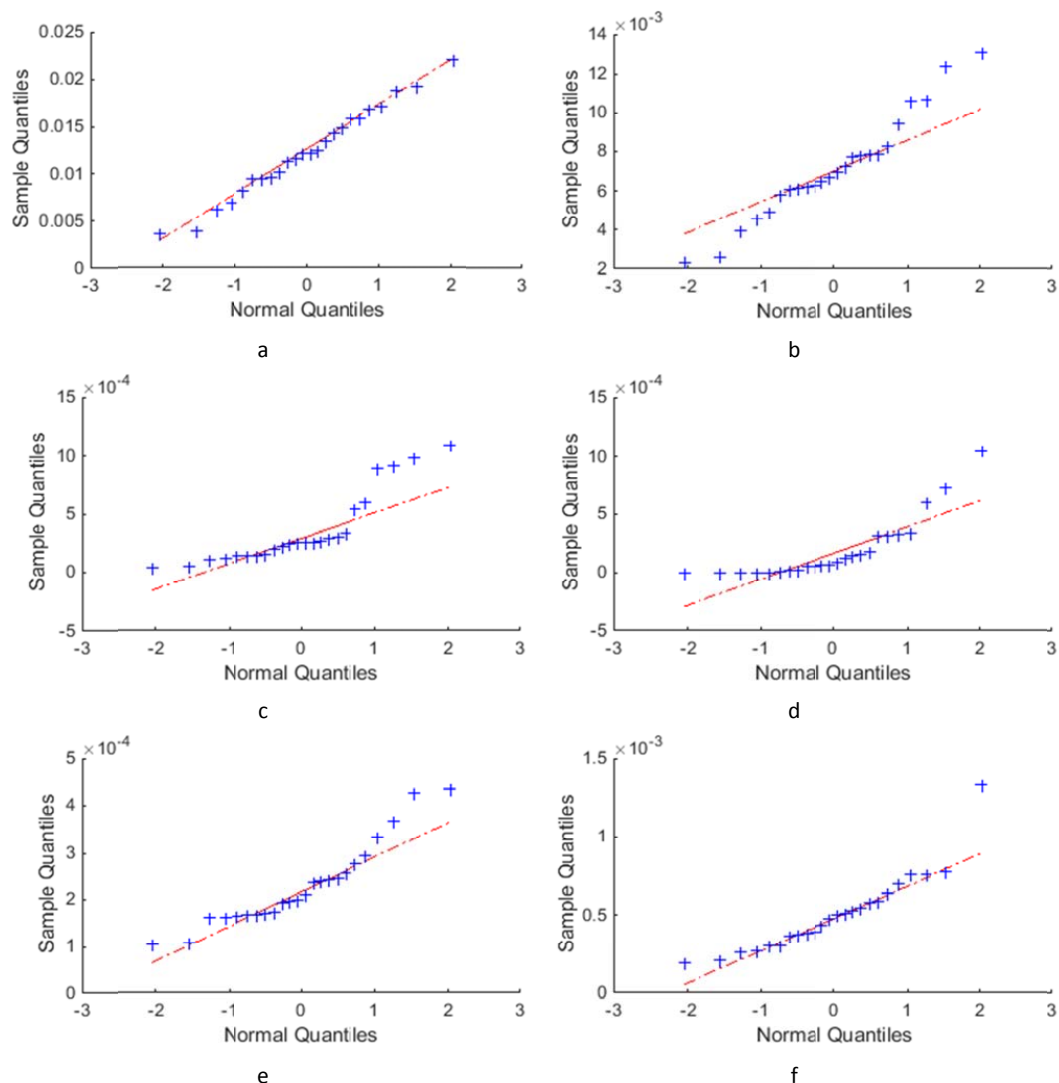 0.025
0.02
0.015
0.01
0.005
0
-3 -2 -1 0 1 2 3
Sample Quantiles
Normal Quantiles
a
×10-3
14
12
10
8
6
4
2
-3 -2 -1 0 1 2 3
Sample Quantiles
Normal Quantiles
b
×10-4
15
10
5
0
-5
-3 -2 -1 0 1 2 3
Sample Quantiles
Normal Quantiles
c
×10-4
15
10
5
0
-5
-3 -2 -1 0 1 2 3
Sample Quantiles
Normal Quantiles
d
×10-4
5
4
3
2
1
0
-3 -2 -1 0 1 2 3
Sample Quantiles
Normal Quantiles
e
×10-3
1.5
1
0.5
0
-3 -2 -1 0 1 2 3
Sample Quantiles
Normal Quantiles
f